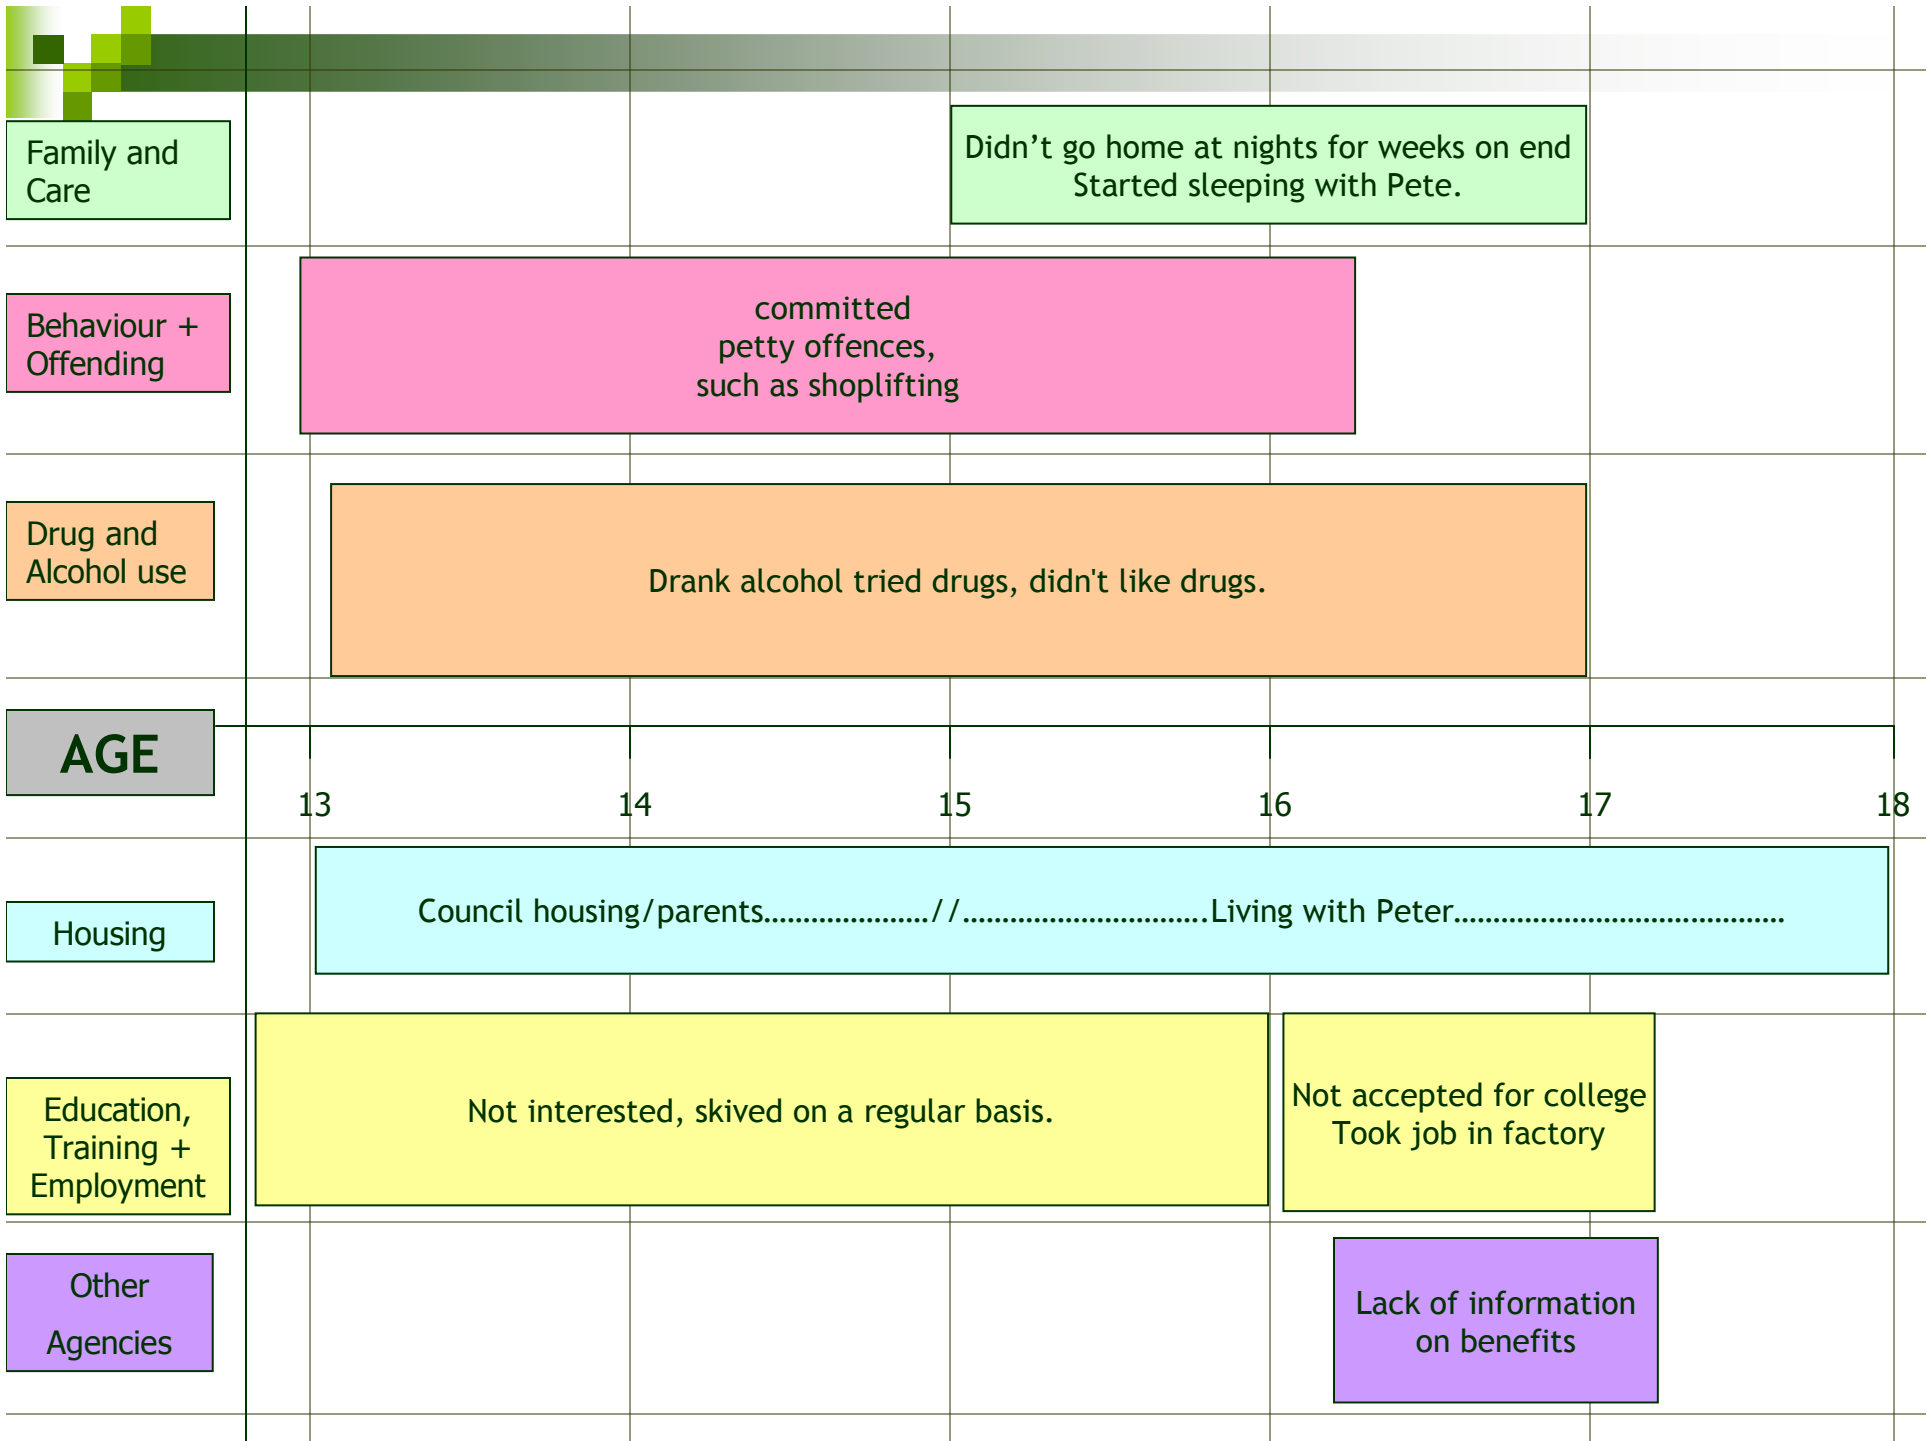 Family and
Care
Didn’t go home at nights for weeks on end
Started sleeping with Pete.
Behaviour +
Offending
committed
petty offences,
such as shoplifting
Drug and
Alcohol use
Drank alcohol tried drugs, didn't like drugs.
AGE
13 14 15 16 17 18
Housing
Council housing/parents…………………//………………………….Living with Peter……………………………………
Education,
Training +
Employment
Not interested, skived on a regular basis.
Not accepted for college
Took job in factory
Other
Agencies
Lack of information
on benefits